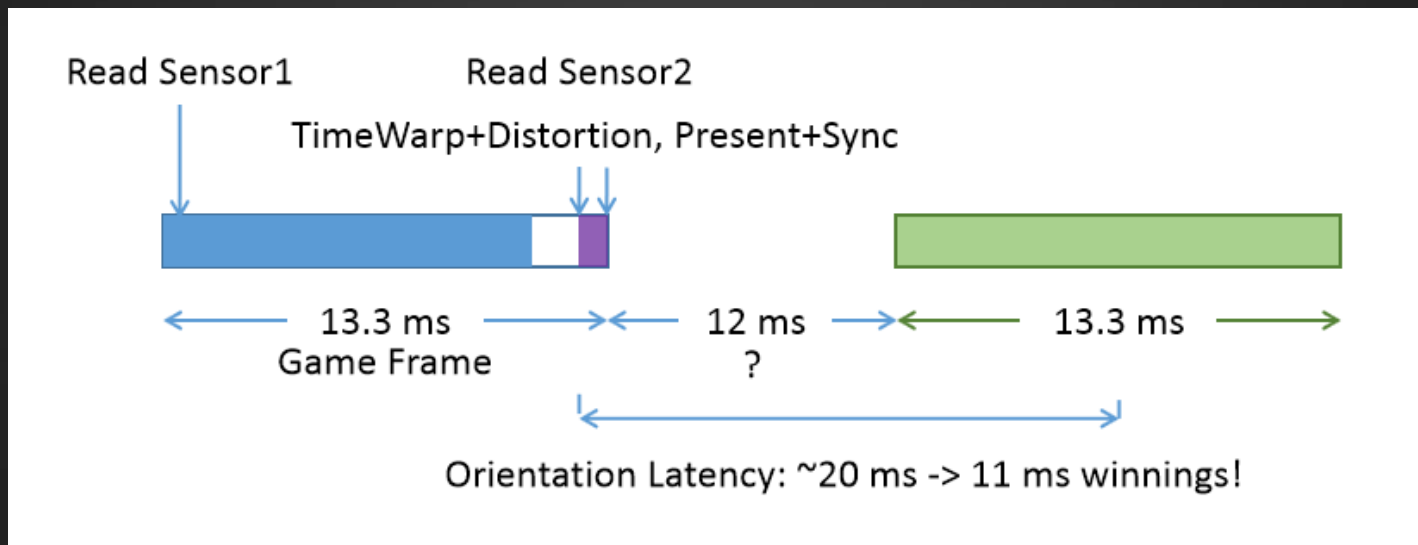 Read Sensor1
Read Sensor2
TimeWarp+Distortion, Present+Sync
13.3 ms
12 ms
13.3 ms
Game Frame
?
Orientation Latency: ~20 ms -> 11 ms winnings!